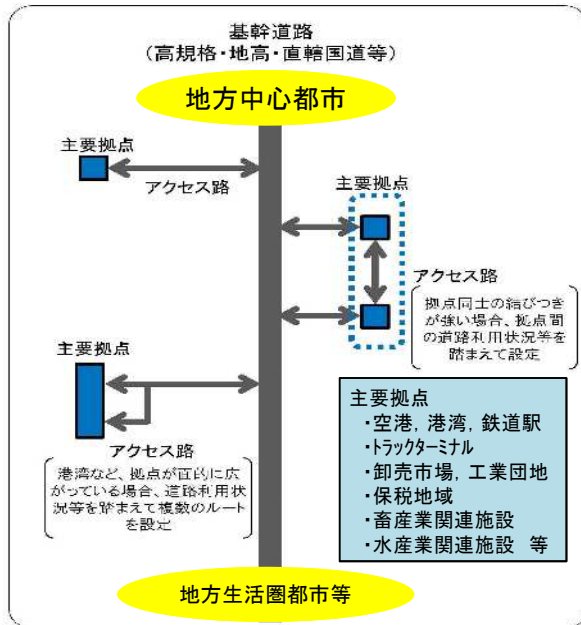 基幹道路
(高規格・地高・直轄国道等)
地方中心都市
主要拠点
アクセス路
主要拠点
アクセス路
拠点同士の結びつき
が強い場合、拠点間
の道路利用状況等を
踏まえて設定
主要拠点
アクセス路
港湾など、拠点が面的に広
がっている場合、道路利用状
況等を踏まえて複数のルート
を設定
主要拠点
・空港, 港湾, 鉄道駅
・トラックターミナル
・卸売市場, 工業団地
・保税地域
・畜産業関連施設
・水産業関連施設 等
地方生活圏都市等